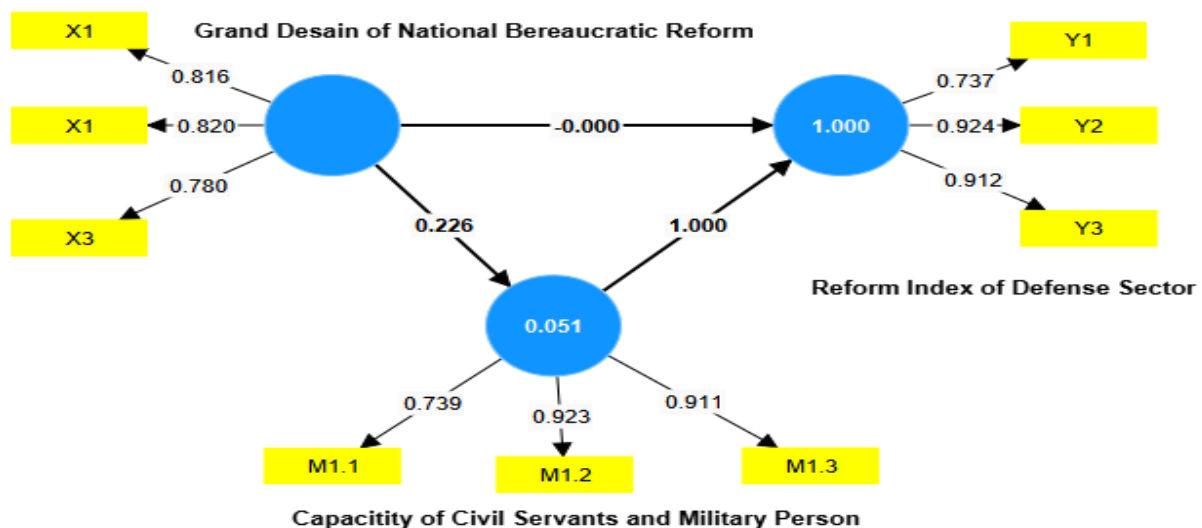 X1
Grand Desain of National Bereaucratic Reform
Y1
0.816
0.737
X1
0.820
-0.000
1.000
0.924
Y2
0.780
0.912
X3
0.226
1.000
Y3
Reform Index of Defense Sector
0.051
0.739
0.923
0.911
M1.1
M1.2
M1.3
Capacitity of Civil Servants and Military Person